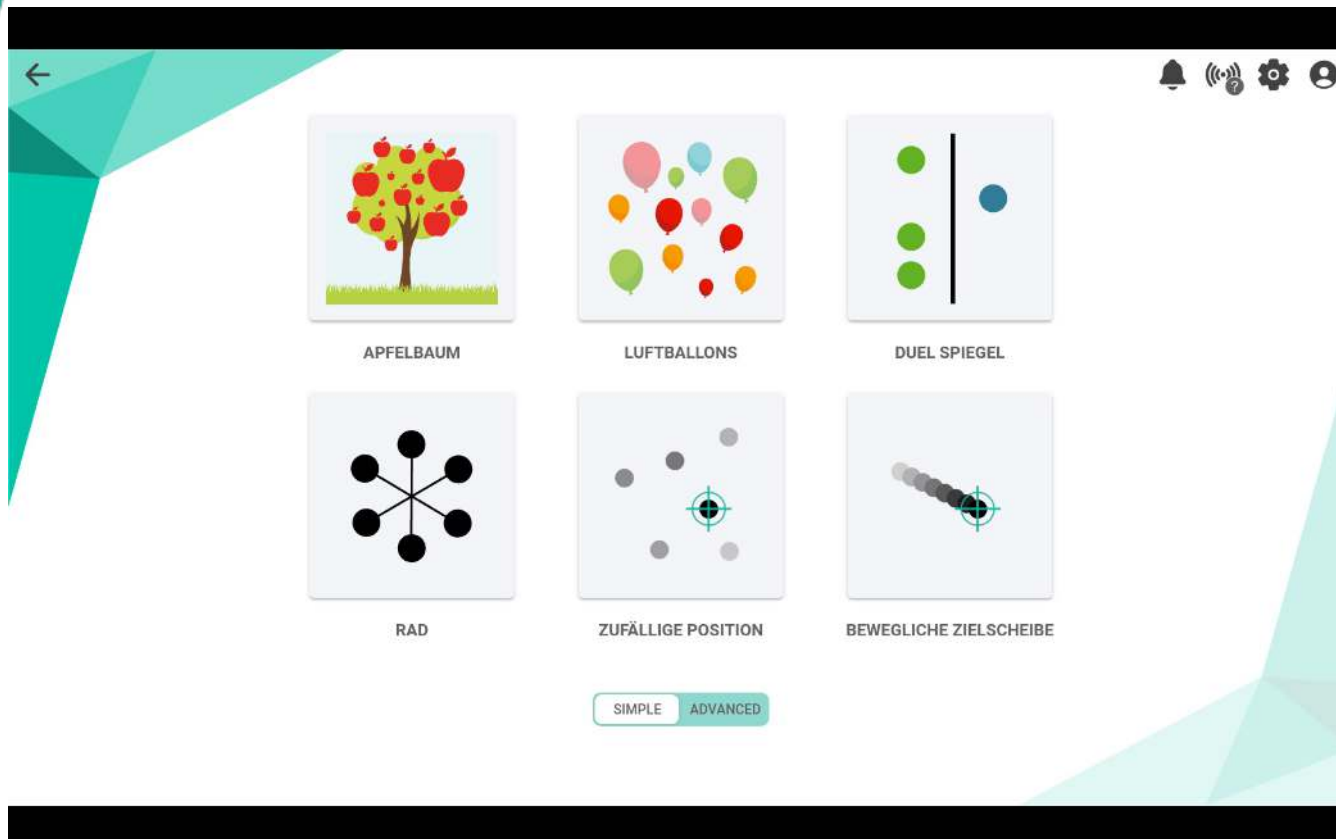 APFELBAUM
LUFTBALLONS
DUEL SPIEGEL
RAD
ZUFÄLLIGE POSITION
BEWEGLICHE ZIELSCHEIBE
SIMPLE
ADVANCED